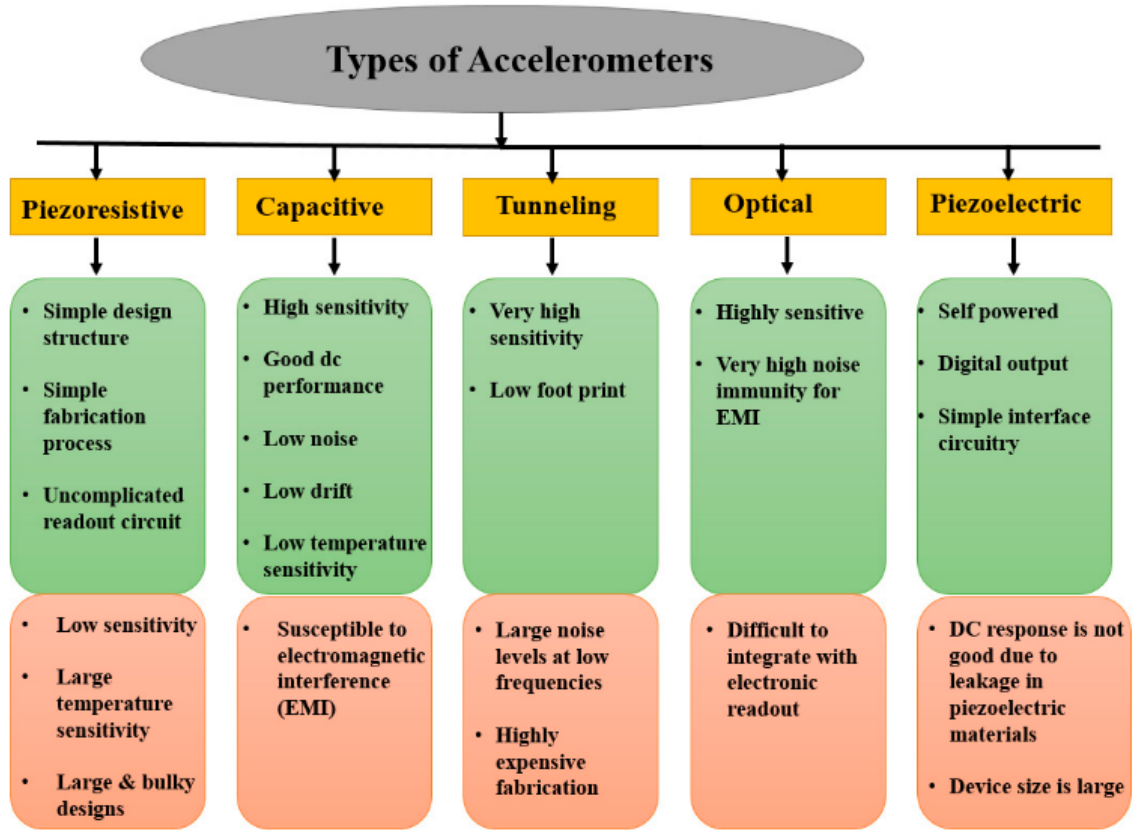 Types of Accelerometers
Piezoresistive
Capacitive
Tunneling
Optical
Piezoelectric
• Simple design
structure
• Simple
fabrication
process
• Uncomplicated
readout circuit
• High sensitivity
• Good dc
performance
• Low noise
• Low drift
• Low temperature
sensitivity
• Very high
sensitivity
• Low foot print
• Highly sensitive
• Very high noise
immunity for
EMI
• Self powered
• Digital output
• Simple interface
circuitry
• Low sensitivity
• Large
temperature
sensitivity
• Large & bulky
designs
• Susceptible to
electromagnetic
interference
(EMI)
• Large noise
levels at low
frequencies
• Highly
expensive
fabrication
• Difficult to
integrate with
electronic
readout
• DC response is not
good due to
leakage in
piezoelectric
materials
• Device size is large